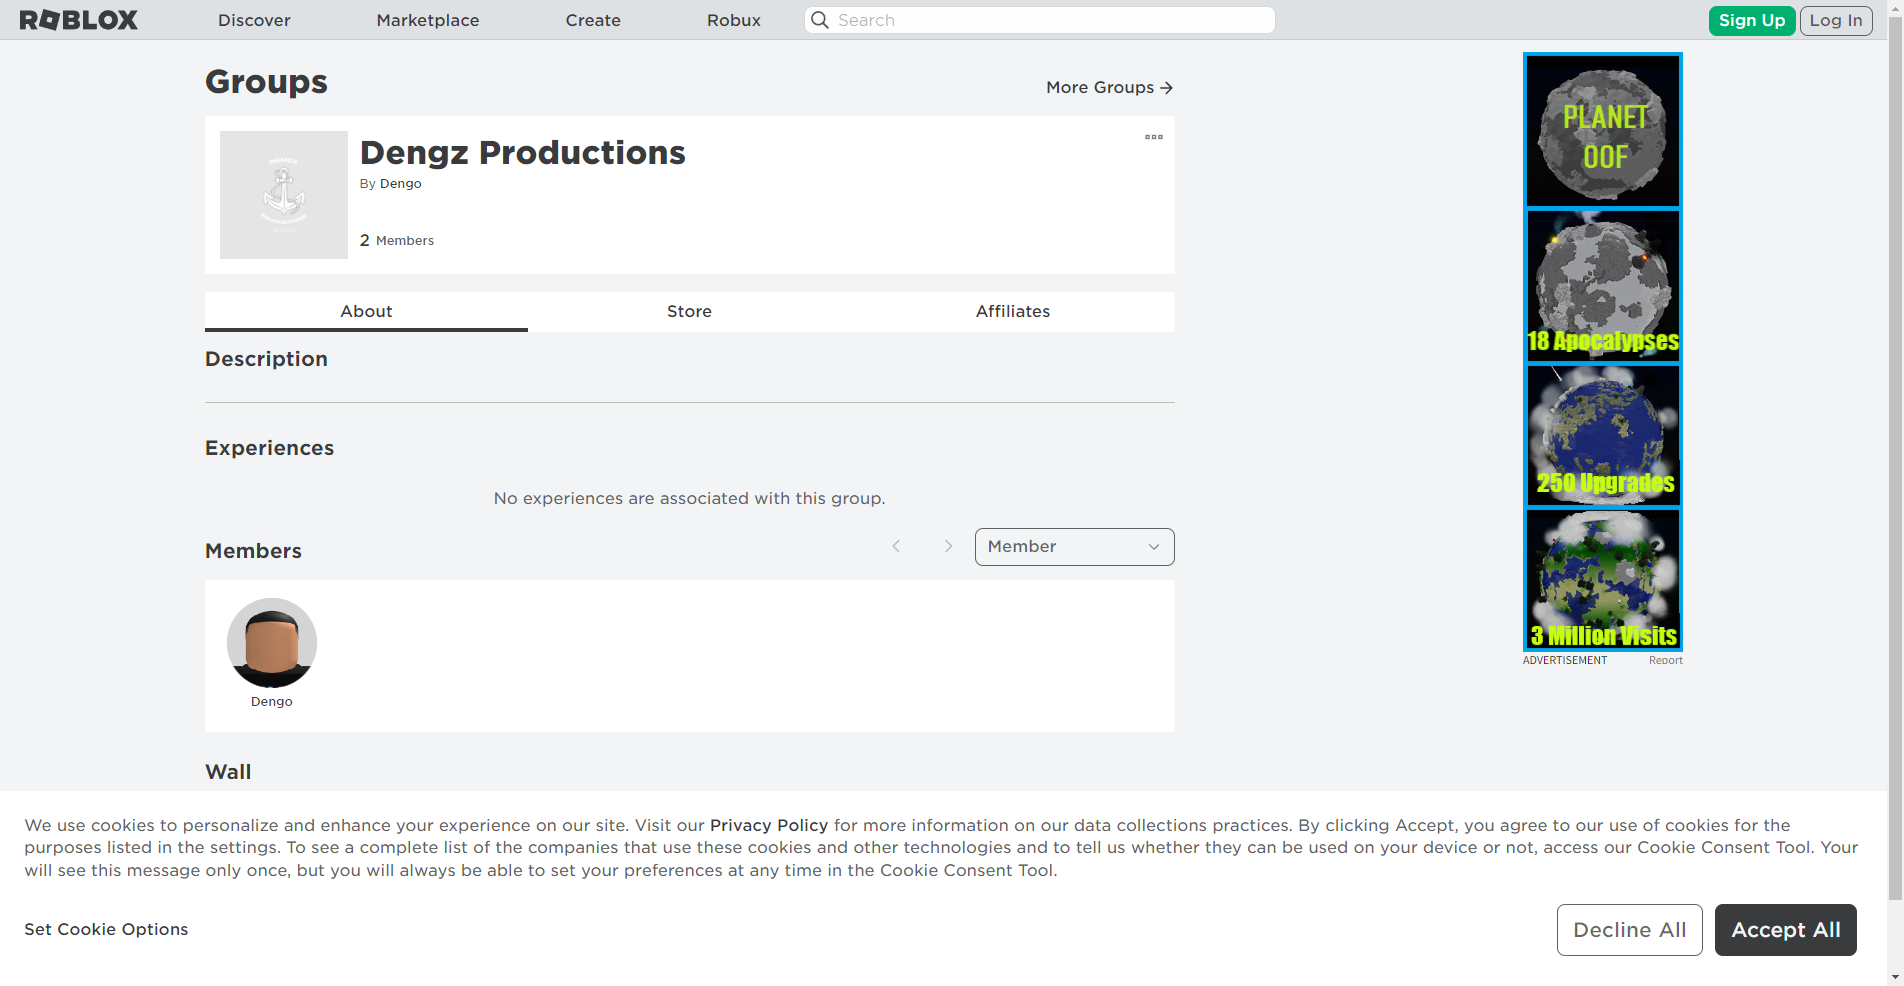 ROBLOX Discover Marketplace Create Robux Search Sign Up Log In
Groups
More Groups
Dengz Productions
By Dengo
2 Members
About Store Affiliates
Description
Experiences
No experiences are associated with this group.
Members
Member
Dengo
Wall
PLANET
OOF
18 Apocalypses
250 Upgrades
3 Million Visits
ADVERTISEMENT Report
We use cookies to personalize and enhance your experience on our site. Visit our Privacy Policy for more information on our data collections practices. By clicking Accept, you agree to our use of cookies for the
purposes listed in the settings. To see a complete list of the companies that use these cookies and other technologies and to tell us whether they can be used on your device or not, access our Cookie Consent Tool. Your
will see this message only once, but you will always be able to set your preferences at any time in the Cookie Consent Tool.
Set Cookie Options
Decline All
Accept All